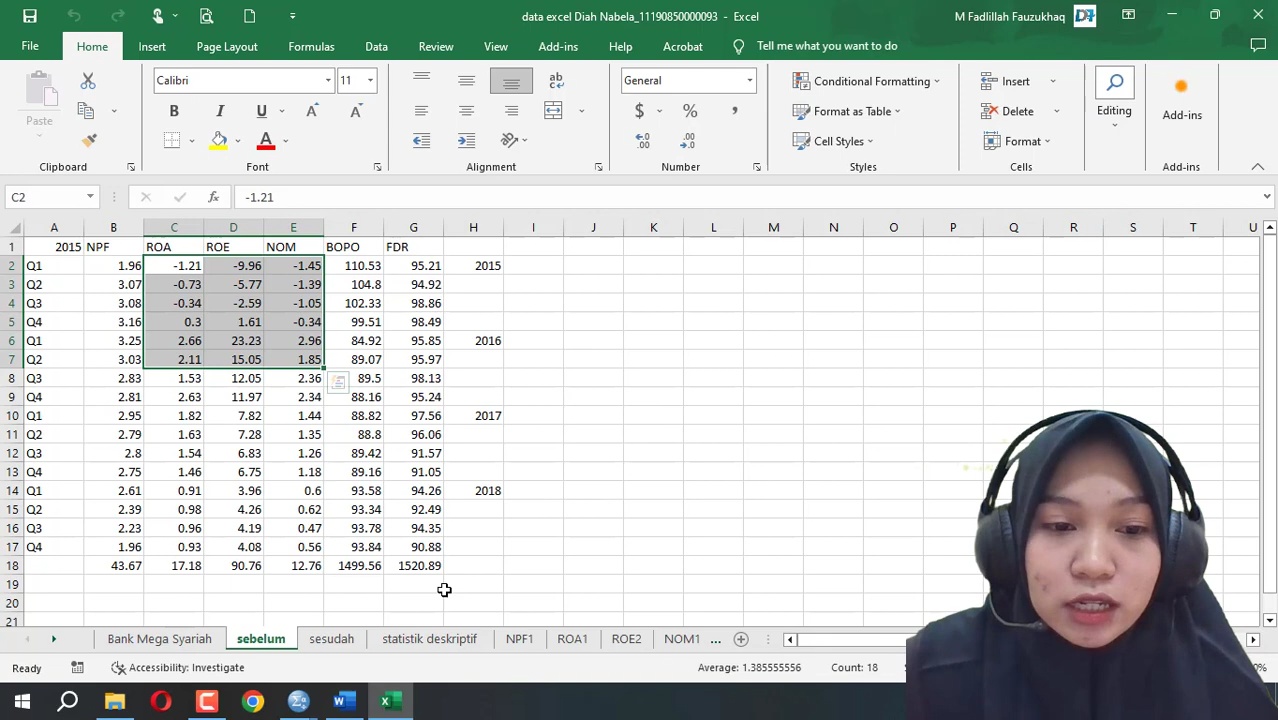 data excel Diah Nabela_11190850000093 - Excel
M Fadlillah Fauzukhaq
File Home Insert Page Layout Formulas Data Review View Add-ins Help Acrobat Tell me what you want to do
Paste
Calibri 11
B I U A A
ab
General
$ % ,
Conditional Formatting
Format as Table
Cell Styles
Insert
Delete
Format
Editing
Add-ins
Clipboard Font Alignment Number Styles Cells Add-ins
C2 fx -1.21
A B C D E F G H I J K L M N O P Q R S T U
1 2015 NPF ROA ROE NOM BOPO FDR
2 Q1 1.96 -1.21 -9.96 -1.45 110.53 95.21 2015
3 Q2 3.07 -0.73 -5.77 -1.39 104.8 94.92
4 Q3 3.08 -0.34 -2.59 -1.05 102.33 98.86
5 Q4 3.16 0.3 1.61 -0.34 99.51 98.49
6 Q1 3.25 2.66 23.23 2.96 84.92 95.85 2016
7 Q2 3.03 2.11 15.05 1.85 89.07 95.97
8 Q3 2.83 1.53 12.05 2.36 89.5 98.13
9 Q4 2.81 2.63 11.97 2.34 88.16 95.24
10 Q1 2.95 1.82 7.82 1.44 88.82 97.56 2017
11 Q2 2.79 1.63 7.28 1.35 88.8 96.06
12 Q3 2.8 1.54 6.83 1.26 89.42 91.57
13 Q4 2.75 1.46 6.75 1.18 89.16 91.05
14 Q1 2.61 0.91 3.96 0.6 93.58 94.26 2018
15 Q2 2.39 0.98 4.26 0.62 93.34 92.49
16 Q3 2.23 0.96 4.19 0.47 93.78 94.35
17 Q4 1.96 0.93 4.08 0.56 93.84 90.88
18 43.67 17.18 90.76 12.76 1499.56 1520.89
19
20
21
Bank Mega Syariah sebelum sesudah statistik deskriptif NPF1 ROA1 ROE2 NOM1 ...
Ready Accessibility: Investigate Average: 1.385555556 Count: 18